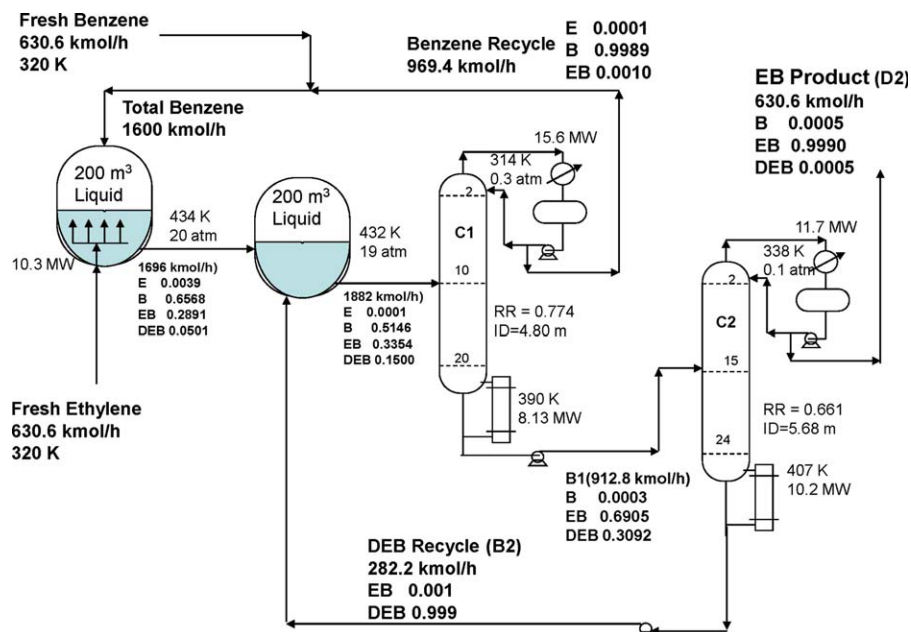 Fresh Benzene
630.6 kmol/h
320 K
Benzene Recycle
969.4 kmol/h
E 0.0001
B 0.9989
EB 0.0010
EB Product (D2)
630.6 kmol/h
B 0.0005
EB 0.9990
DEB 0.0005
Total Benzene
1600 kmol/h
200 m³
Liquid
434 K
20 atm
10.3 MW
1696 kmol/h)
E 0.0039
B 0.6568
EB 0.2891
DEB 0.0501
200 m³
Liquid
432 K
19 atm
1882 kmol/h)
E 0.0001
B 0.5146
EB 0.3354
DEB 0.1500
15.6 MW
314 K
0.3 atm
2
C1
10
20
RR = 0.774
ID=4.80 m
390 K
8.13 MW
11.7 MW
338 K
0.1 atm
2
C2
15
24
RR = 0.661
ID=5.68 m
407 K
10.2 MW
Fresh Ethylene
630.6 kmol/h
320 K
B1(912.8 kmol/h)
B 0.0003
EB 0.6905
DEB 0.3092
DEB Recycle (B2)
282.2 kmol/h
EB 0.001
DEB 0.999